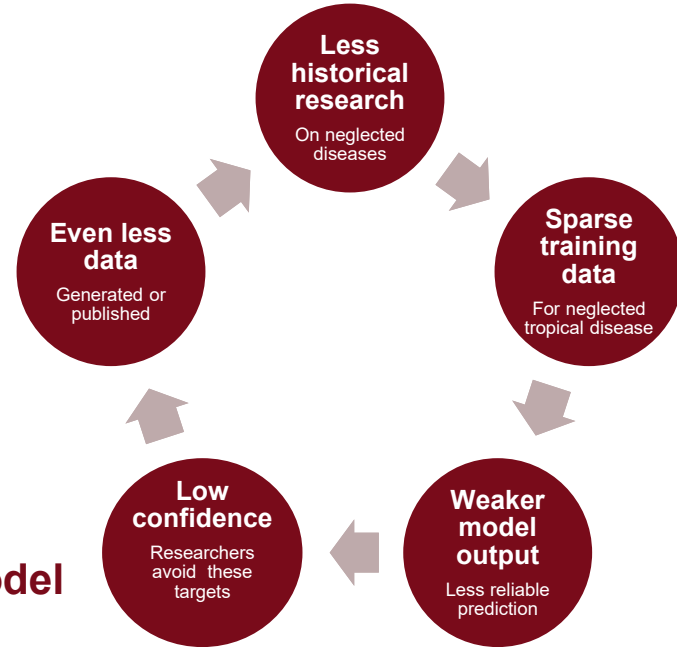 Less
historical
research
On neglected
diseases
Sparse
training
data
For neglected
tropical disease
Weaker
model
output
Less reliable
prediction
Low
confidence
Researchers
avoid these
targets
Even less
data
Generated or
published